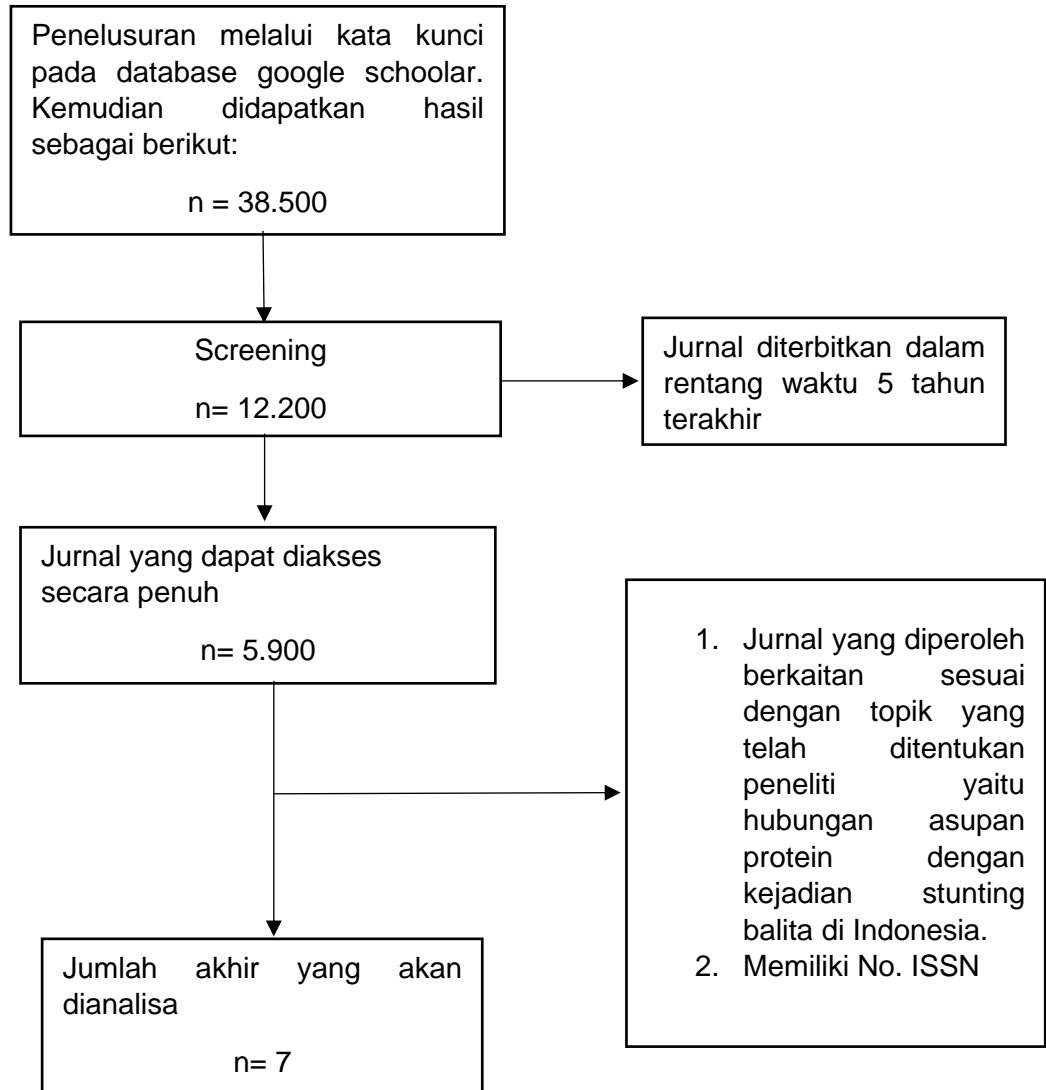 Penelusuran melalui kata kunci
pada database google schoolar.
Kemudian didapatkan hasil
sebagai berikut:
n = 38.500
Screening
n= 12.200
Jurnal diterbitkan dalam
rentang waktu 5 tahun
terakhir
Jurnal yang dapat diakses
secara penuh
n= 5.900
1. Jurnal yang diperoleh
berkaitan sesuai
dengan topik yang
telah ditentukan
peneliti yaitu
hubungan asupan
protein dengan
kejadian stunting
balita di Indonesia.
2. Memiliki No. ISSN
Jumlah akhir yang akan
dianalisa
n= 7